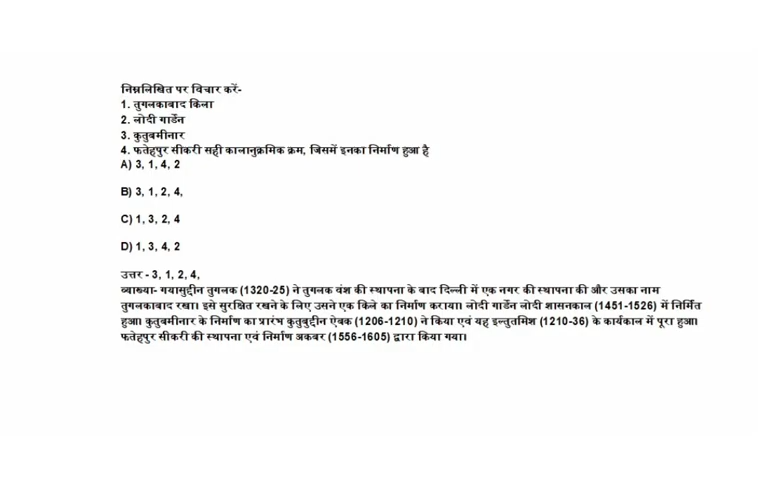 निम्नलिखित पर विचार करें-
1. तुगलकाबाद किला
2. लोदी गार्डेन
3. कुतुबमीनार
4. फतेहपुर सीकरी सही कालानुक्रमिक क्रम, जिसमें इनका निर्माण हुआ है
A) 3, 1, 4, 2
B) 3, 1, 2, 4,
C) 1, 3, 2, 4
D) 1, 3, 4, 2
उत्तर - 3, 1, 2, 4,
व्याख्या- गयासुद्दीन तुगलक (1320-25) ने तुगलक वंश की स्थापना के बाद दिल्ली में एक नगर की स्थापना की और उसका नाम
तुगलकाबाद रखा। इसे सुरक्षित रखने के लिए उसने एक किले का निर्माण कराया। लोदी गार्डेन लोदी शासनकाल (1451-1526) में निर्मित
हुआ। कुतुबमीनार के निर्माण का प्रारंभ कुतुबुद्दीन ऐबक (1206-1210) ने किया एवं यह इल्तुतमिश (1210-36) के कार्यकाल में पूरा हुआ।
फतेहपुर सीकरी की स्थापना एवं निर्माण अकबर (1556-1605) द्वारा किया गया।